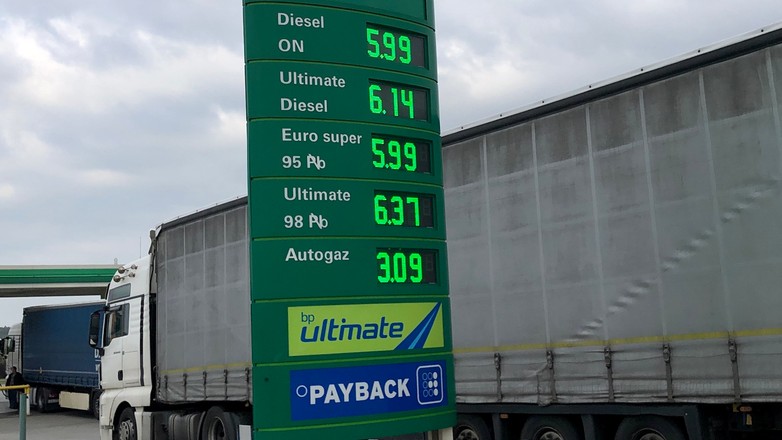 Diesel
ON 5.99
Ultimate
Diesel 6.14
Euro super
95 Pb 5.99
Ultimate
98 Pb 6.37
Autogaz 3.09
bp
ultimate
PAYBACK